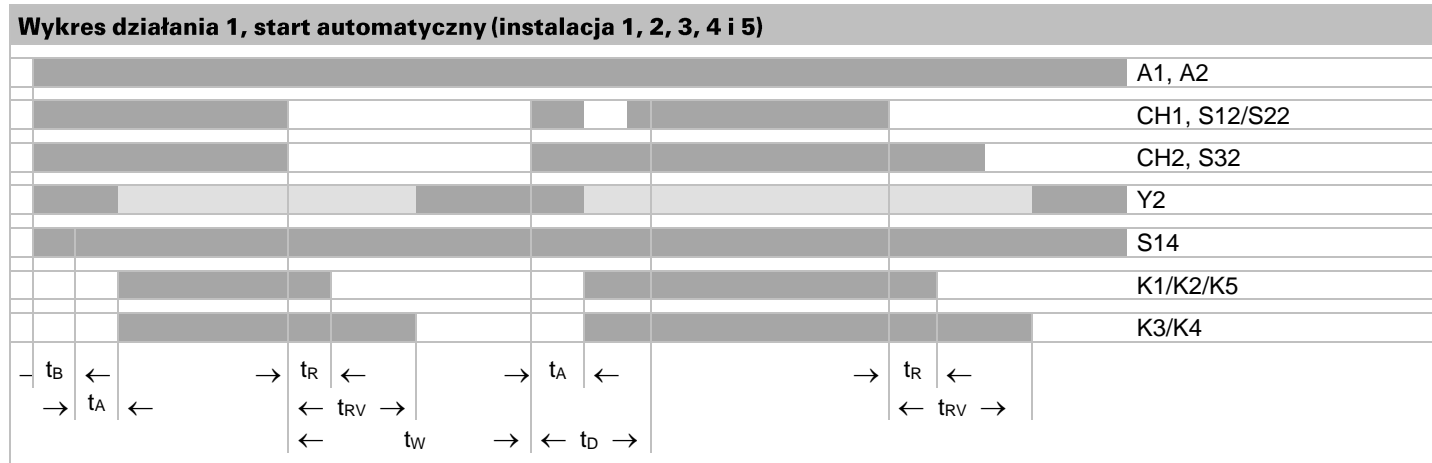 Wykres działania 1, start automatyczny (instalacja 1, 2, 3, 4 i 5)
A1, A2
CH1, S12/S22
CH2, S32
Y2
S14
K1/K2/K5
K3/K4
→ tB ← → tR ← → tA ← → tR ←
→ tA ← ← tRV → ← tRV →
← tW → ← tD →